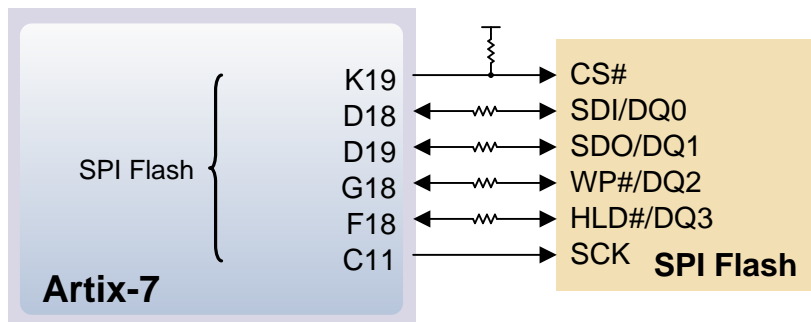 K19 CS#
D18 SDI/DQ0
D19 SDO/DQ1
SPI Flash
G18 WP#/DQ2
F18 HLD#/DQ3
C11 SCK
SPI Flash
Artix-7